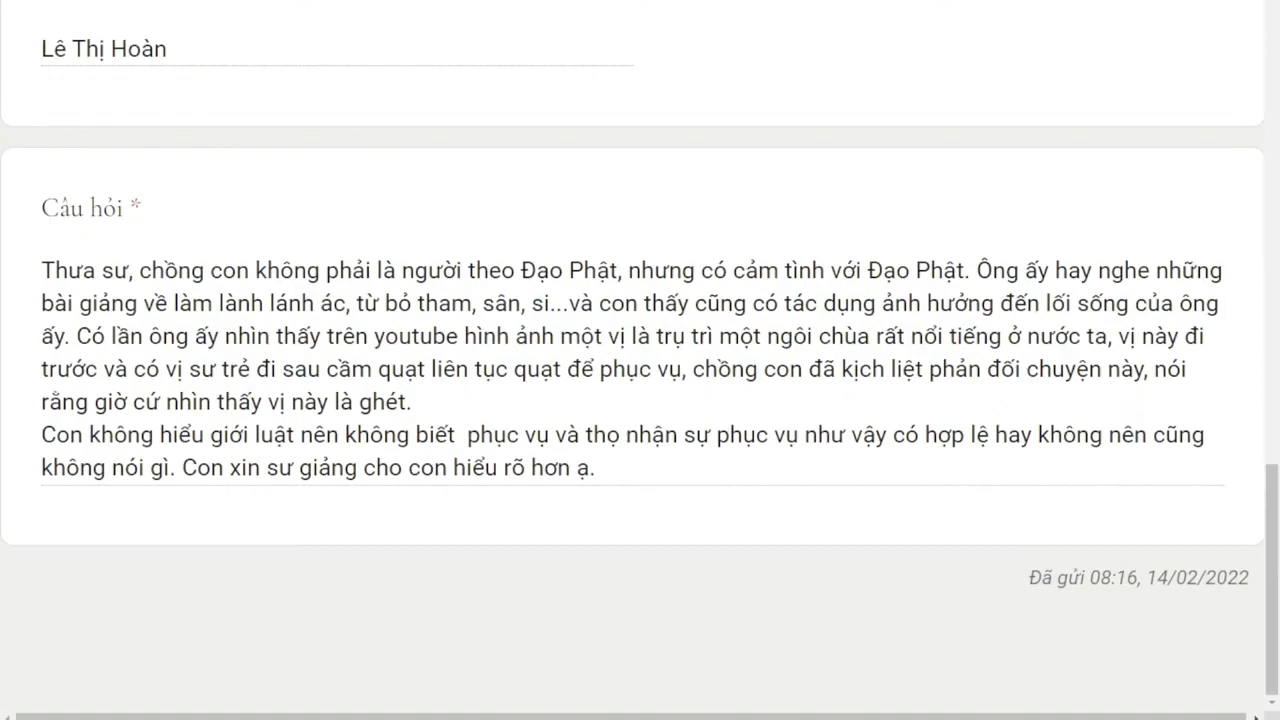 Lê Thị Hoàn
Câu hỏi *
Thưa sư, chồng con không phải là người theo Đạo Phật, nhưng có cảm tình với Đạo Phật. Ông ấy hay nghe những
bài giảng về làm lành lánh ác, từ bỏ tham, sân, si...và con thấy cũng có tác dụng ảnh hưởng đến lối sống của ông
ấy. Có lần ông ấy nhìn thấy trên youtube hình ảnh một vị là trụ trì một ngôi chùa rất nổi tiếng ở nước ta, vị này đi
trước và có vị sư trẻ đi sau cầm quạt liên tục quạt để phục vụ, chồng con đã kịch liệt phản đối chuyện này, nói
rằng giờ cứ nhìn thấy vị này là ghét.
Con không hiểu giới luật nên không biết  phục vụ và thọ nhận sự phục vụ như vậy có hợp lệ hay không nên cũng
không nói gì. Con xin sư giảng cho con hiểu rõ hơn ạ.
Đã gửi 08:16, 14/02/2022